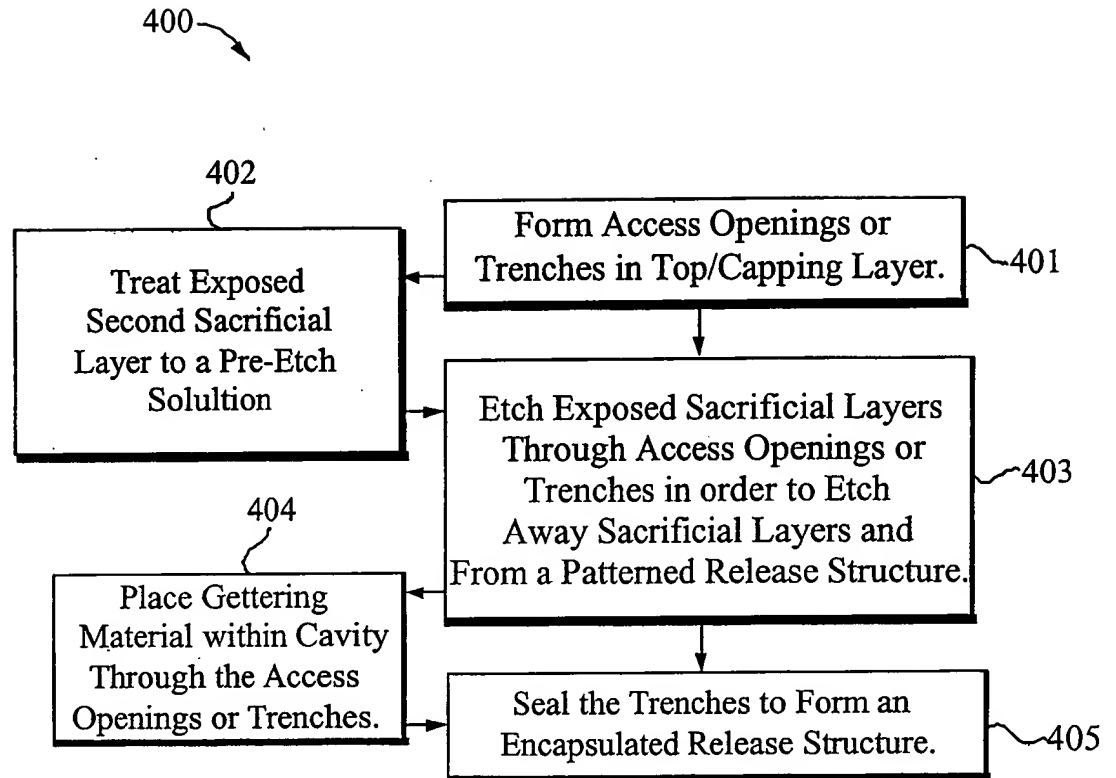 400
402
Treat Exposed
Second Sacrificial
Layer to a Pre-Etch
Solultion
Form Access Openings or
Trenches in Top/Capping Layer.
401
Etch Exposed Sacrificial Layers
Through Access Openings or
Trenches in order to Etch
Away Sacrificial Layers and
From a Patterned Release Structure.
403
404
Place Gettering
Material within Cavity
Through the Access
Openings or Trenches.
Seal the Trenches to Form an
Encapsulated Release Structure.
405